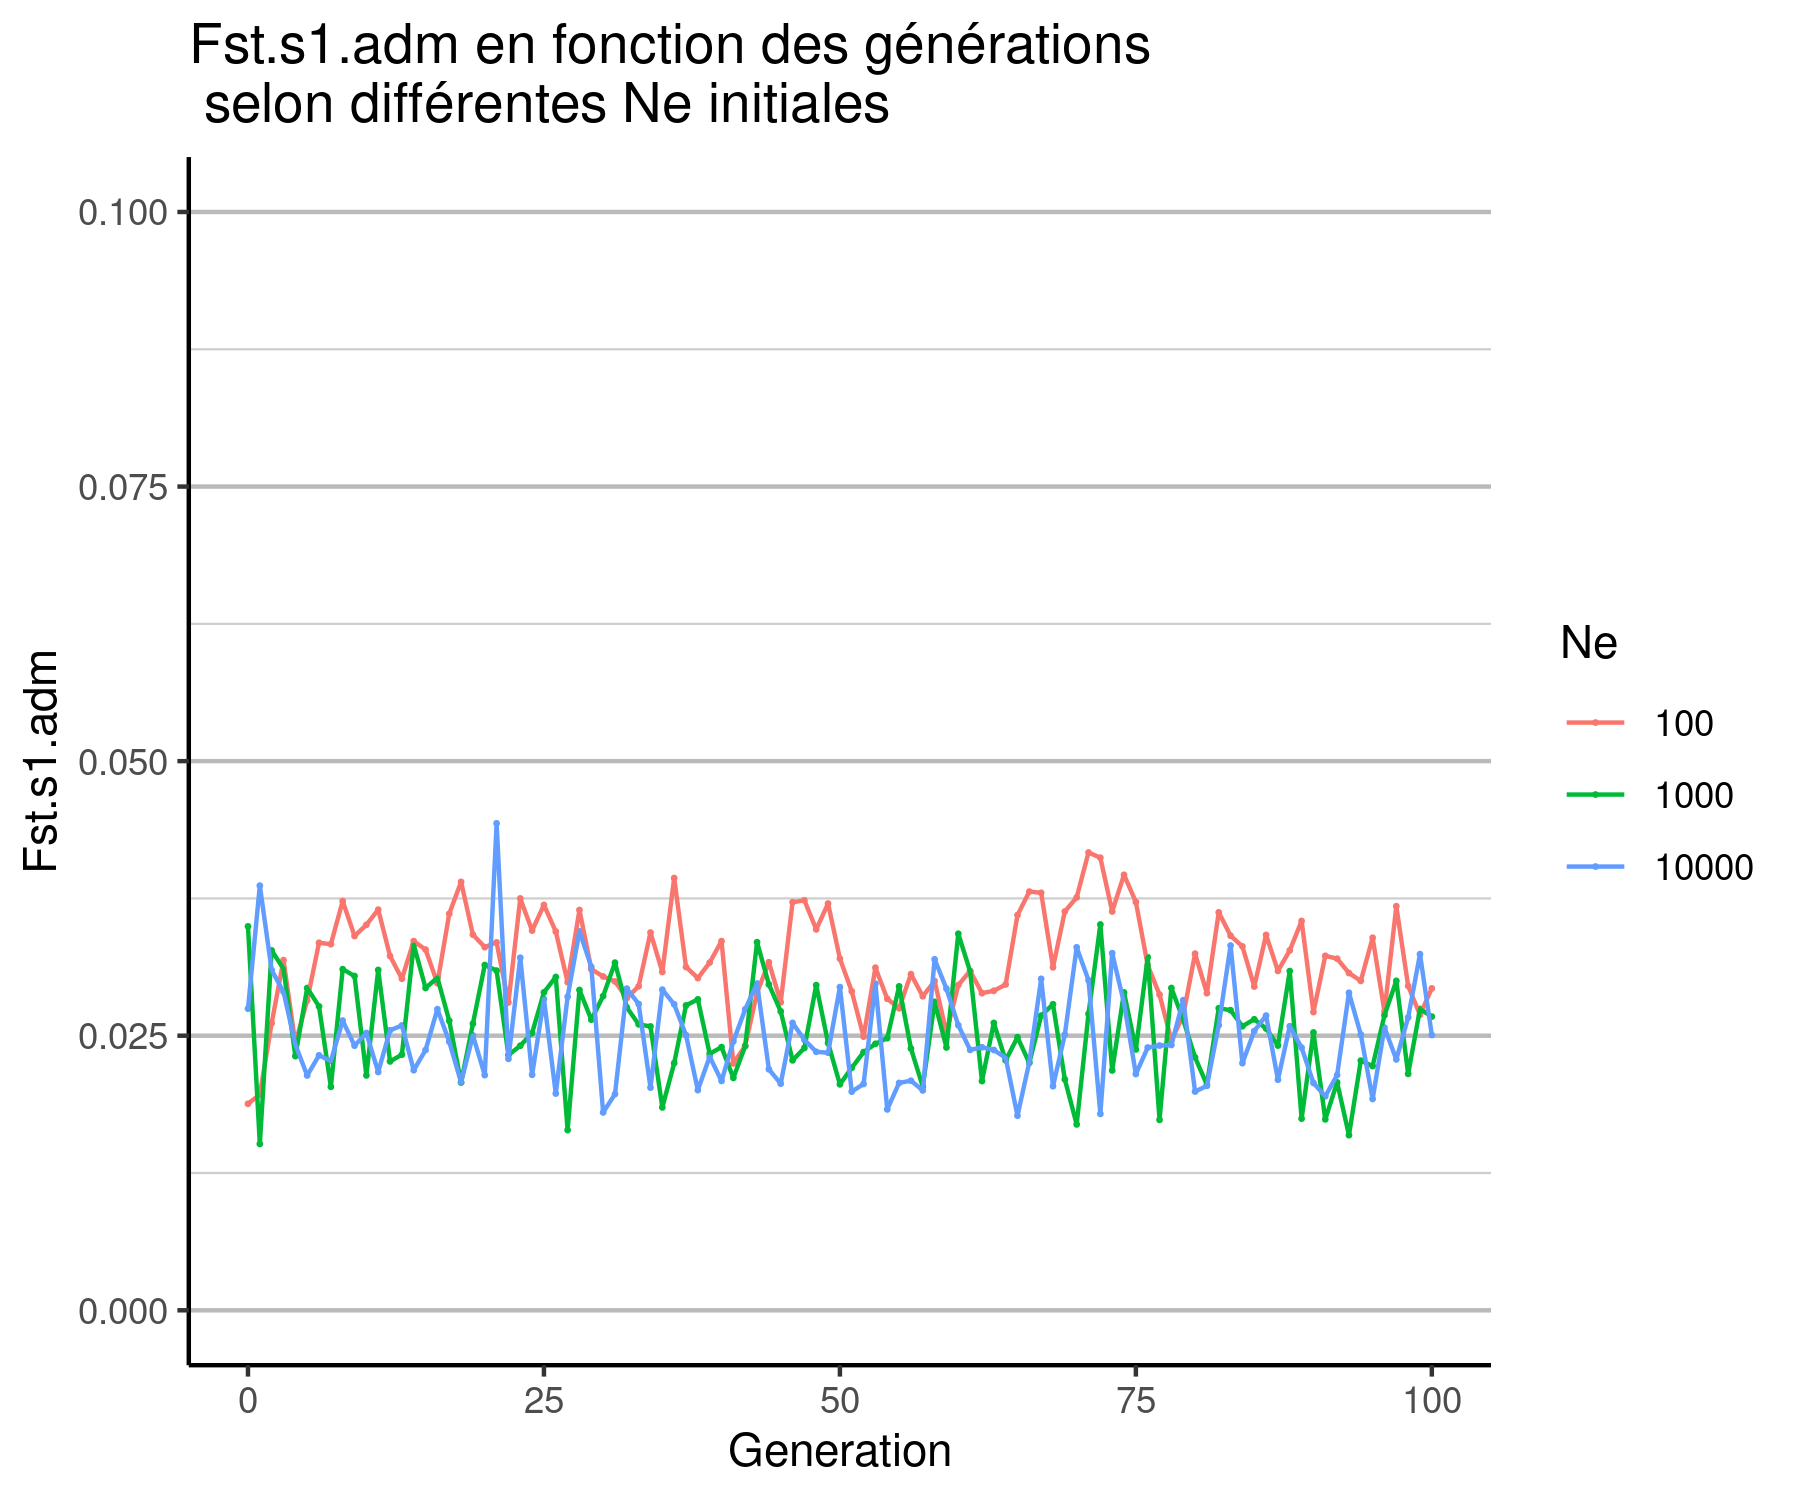 Fst.s1.adm en fonction des générations
selon différentes Ne initiales
0.100
0.075
0.050
0.025
0.000
Fst.s1.adm
0
25
50
75
100
Generation
Ne
100
1000
10000